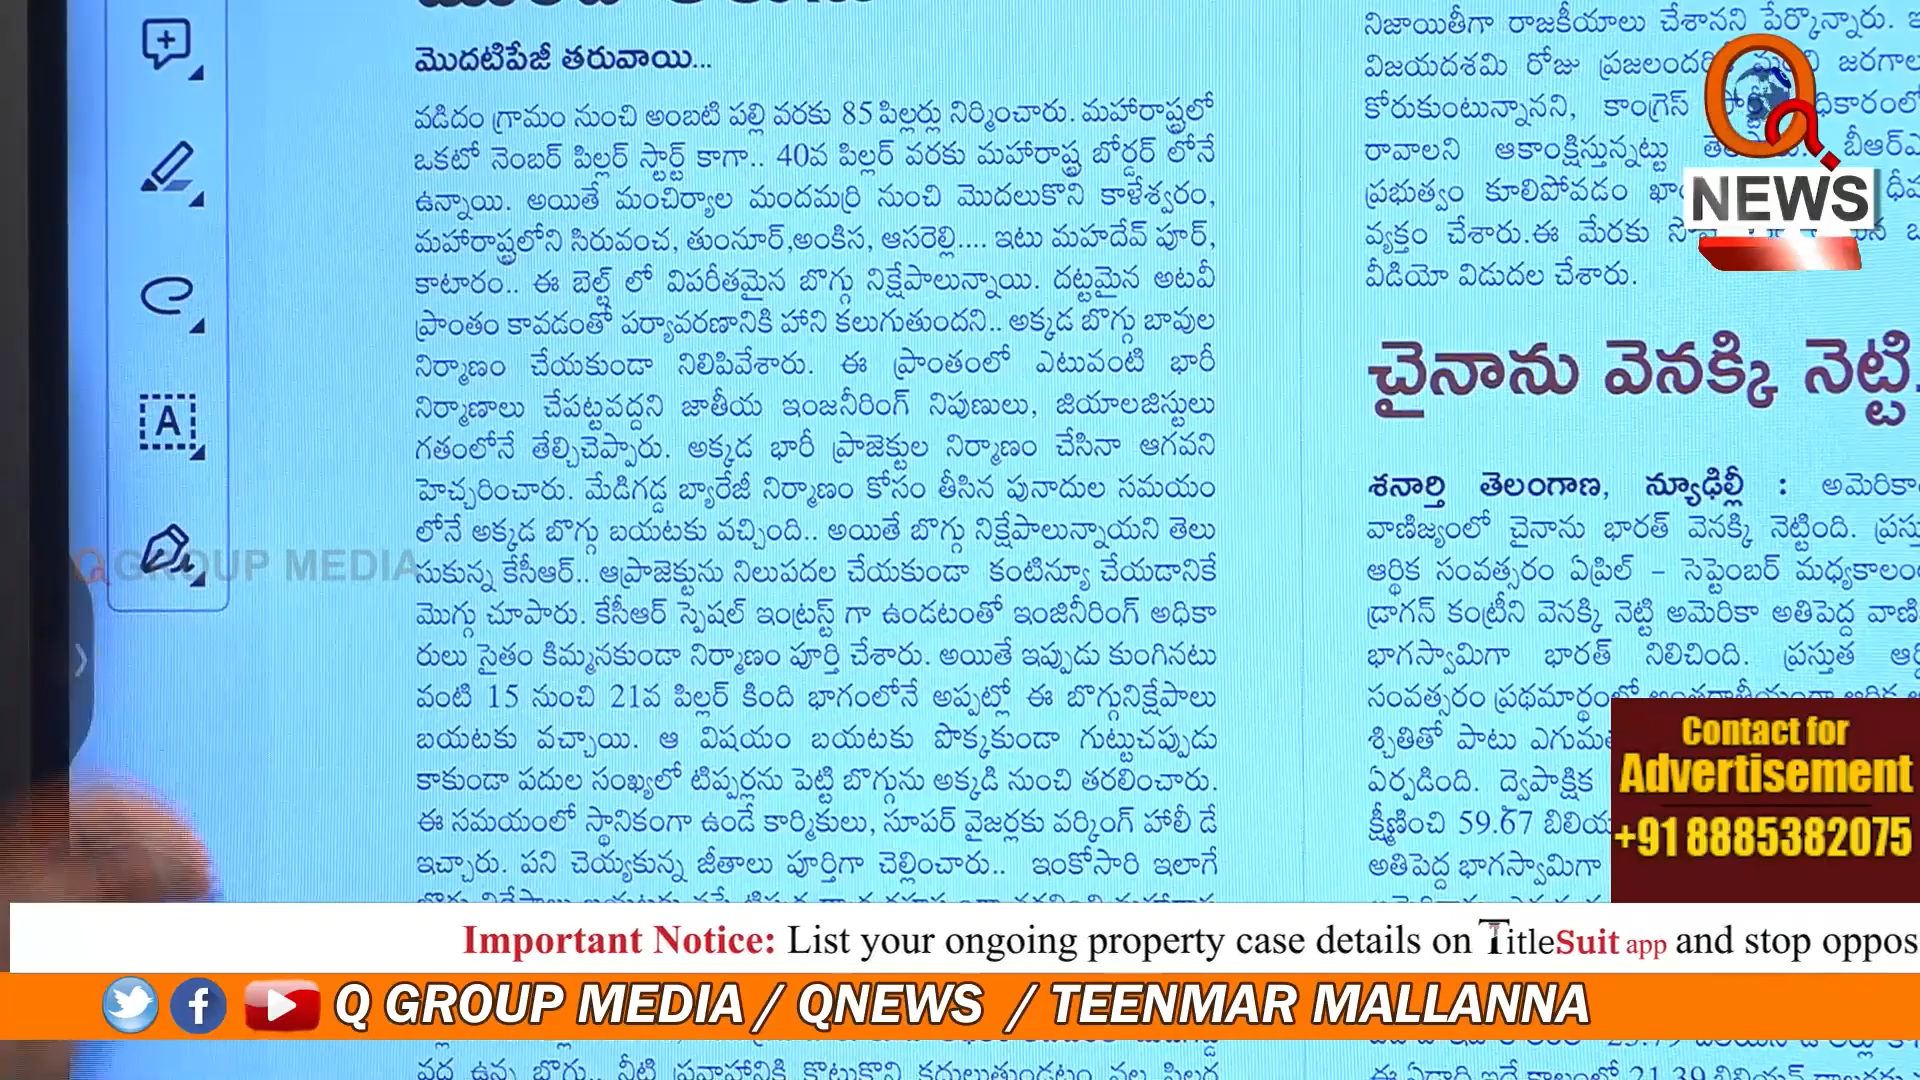 మొదటిపేజీ తరువాయి...
వడిదం గ్రామం నుంచి అంబటి పల్లి వరకు 85 పిల్లర్లు నిర్మించారు. మహారాష్ట్రలో
ఒకటో నెంబర్ పిల్లర్ స్టార్ట్ కాగా.. 40వ పిల్లర్ వరకు మహారాష్ట్ర బోర్డర్ లోనే
ఉన్నాయి. అయితే మంచిర్యాల మందమర్రి నుంచి మొదలుకొని కాళేశ్వరం,
మహారాష్ట్రలోని సిరువంచ, తుంనూర్,అంకిస, ఆసరెల్లి.... ఇటు మహదేవ్ పూర్,
కాటారం.. ఈ బెల్ట్ లో విపరీతమైన బొగ్గు నిక్షేపాలున్నాయి. దట్టమైన అటవీ
ప్రాంతం కావడంతో పర్యావరణానికి హాని కలుగుతుందని.. అక్కడ బొగ్గు బావుల
నిర్మాణం చేయకుండా నిలిపివేశారు. ఈ ప్రాంతంలో ఎటువంటి భారీ
నిర్మాణాలు చేపట్టవద్దని జాతీయ ఇంజనీరింగ్ నిపుణులు, జియాలజిస్టులు
గతంలోనే తేల్చిచెప్పారు. అక్కడ భారీ ప్రాజెక్టుల నిర్మాణం చేసినా ఆగవని
హెచ్చరించారు. మేడిగడ్డ బ్యారేజీ నిర్మాణం కోసం తీసిన పునాదుల సమయం
లోనే అక్కడ బొగ్గు బయటకు వచ్చింది.. అయితే బొగ్గు నిక్షేపాలున్నాయని తెలు
సుకున్న కేసీఆర్.. ఆప్రాజెక్టును నిలుపదల చేయకుండా కంటిన్యూ చేయడానికే
మొగ్గు చూపారు. కేసీఆర్ స్పెషల్ ఇంట్రస్ట్ గా ఉండటంతో ఇంజినీరింగ్ అధికా
రులు సైతం కిమ్మనకుండా నిర్మాణం పూర్తి చేశారు. అయితే ఇప్పుడు కుంగినటు
వంటి 15 నుంచి 21వ పిల్లర్ కింది భాగంలోనే అప్పట్లో ఈ బొగ్గునిక్షేపాలు
బయటకు వచ్చాయి. ఆ విషయం బయటకు పొక్కకుండా గుట్టుచప్పుడు
కాకుండా పదుల సంఖ్యలో టిప్పర్లను పెట్టి బొగ్గును అక్కడి నుంచి తరలించారు.
ఈ సమయంలో స్థానికంగా ఉండే కార్మికులు, సూపర్ వైజర్లకు వర్కింగ్ హాలీ డే
ఇచ్చారు. పని చెయ్యకున్న జీతాలు పూర్తిగా చెల్లించారు.. ఇంకోసారి ఇలాగే
వద్ద ఉన్న బొగ్గు.. నీటి ప్రవాహానికి కొట్టుకొని కదులుతుండటం వల్ల పిల్లర్ల
నిజాయితీగా రాజకీయాలు చేశానని పేర్కొన్నారు.
విజయదశమి రోజు జరగాల
కోరుకుంటున్నానని, కాంగ్రెస్
రావాలని ఆకాంక్షిస్తున్నట్టు
ప్రభుత్వం కూలిపోవడం
వ్యక్తం చేశారు.ఈ మేరకు
వీడియో విడుదల చేశారు.
చైనాను వెనక్కి నెట్టి
శనార్తి తెలంగాణ, న్యూఢిల్లీ : అమెరికా
వాణిజ్యంలో చైనాను భారత్ వెనక్కి నెట్టింది.
ఆర్థిక సంవత్సరం ఏప్రిల్ – సెప్టెంబర్ మధ్యకాలం
డ్రాగన్ కంట్రీని వెనక్కి నెట్టి అమెరికా అతిపెద్ద
భాగస్వామిగా భారత్ నిలిచింది. ప్రస్తుత
సంవత్సరం ప్రథమార్థంలో
శ్చితితో పాటు
ఏర్పడింది. ద్వైపాక్షిక
క్షీణించి 59.67
అతిపెద్ద భాగస్వామిగా
Q
NEWS
Q GROUP MEDIA
Contact for
Advertisement
+91 8885382075
Important Notice: List your ongoing property case details on TitleSuit app and stop oppos
Q GROUP MEDIA / QNEWS / TEENMAR MALLANNA